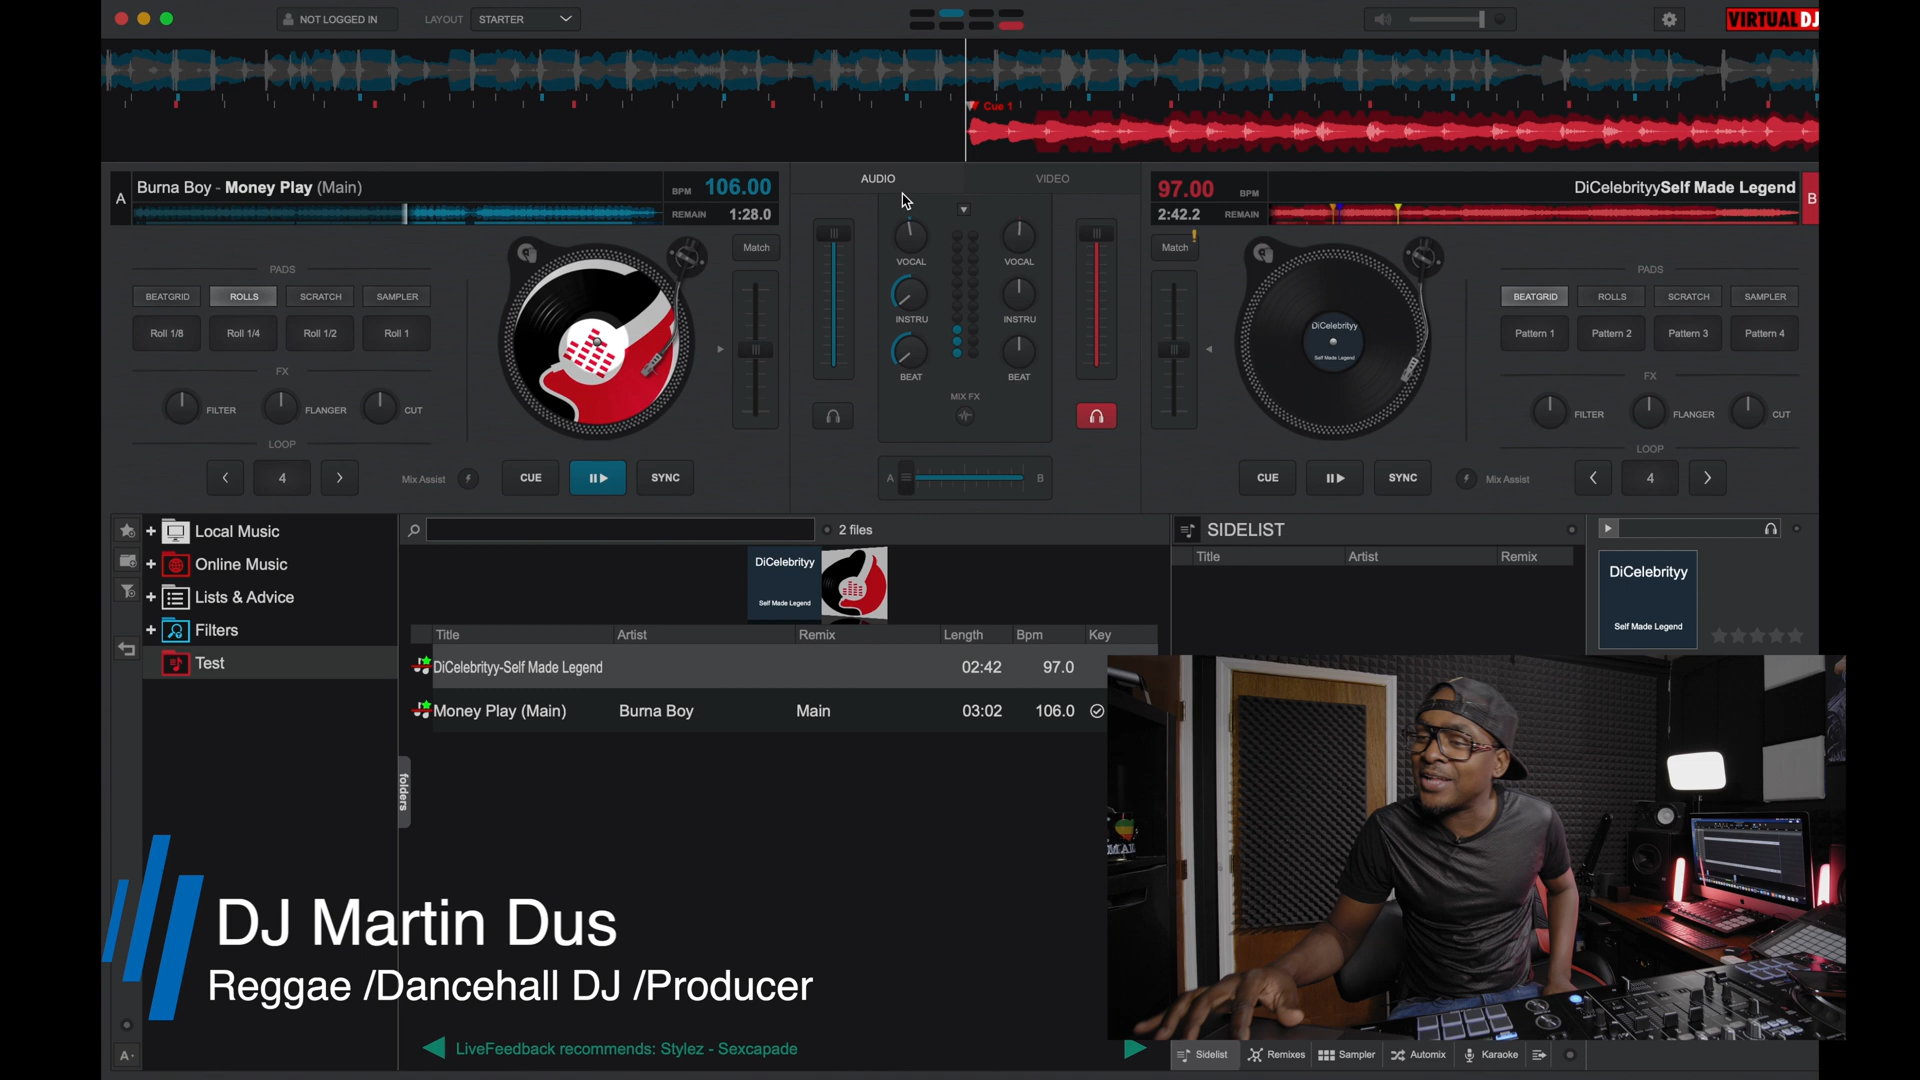 NOT LOGGED IN
LAYOUT STARTER
VIRTUAL DJ
Cue 1
A Burna Boy - Money Play (Main)
BPM 106.00
REMAIN 1:28.0
AUDIO VIDEO
97.00 BPM
2:42.2 REMAIN
DiCelebrityySelf Made Legend B
Match
Match
PADS
BEATGRID ROLLS SCRATCH SAMPLER
Roll 1/8 Roll 1/4 Roll 1/2 Roll 1
FX
FILTER FLANGER CUT
LOOP
4
Mix Assist
CUE
SYNC
VOCAL VOCAL
INSTRU INSTRU
BEAT BEAT
MIX FX
A B
DiCelebrityy
Self Made Legend
PADS
BEATGRID ROLLS SCRATCH SAMPLER
Pattern 1 Pattern 2 Pattern 3 Pattern 4
FX
FILTER FLANGER CUT
LOOP
CUE
SYNC
Mix Assist
4
Local Music
Online Music
Lists & Advice
Filters
Test
folders
2 files
DiCelebrityy
Self Made Legend
Title Artist Remix Length Bpm Key
DiCelebrityy-Self Made Legend 02:42 97.0
Money Play (Main) Burna Boy Main 03:02 106.0
SIDELIST
Title Artist Remix
DiCelebrityy
Self Made Legend
DJ Martin Dus
Reggae /Dancehall DJ /Producer
A
LiveFeedback recommends: Stylez - Sexcapade
Sidelist Remixes Sampler Automix Karaoke